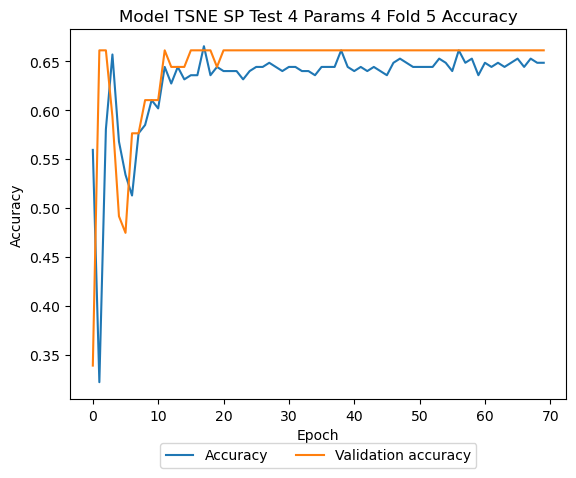 Model TSNE SP Test 4 Params 4 Fold 5 Accuracy
Accuracy
0.65
0.60
0.55
0.50
0.45
0.40
0.35
0 10 20 30 40 50 60 70
Epoch
Accuracy Validation accuracy